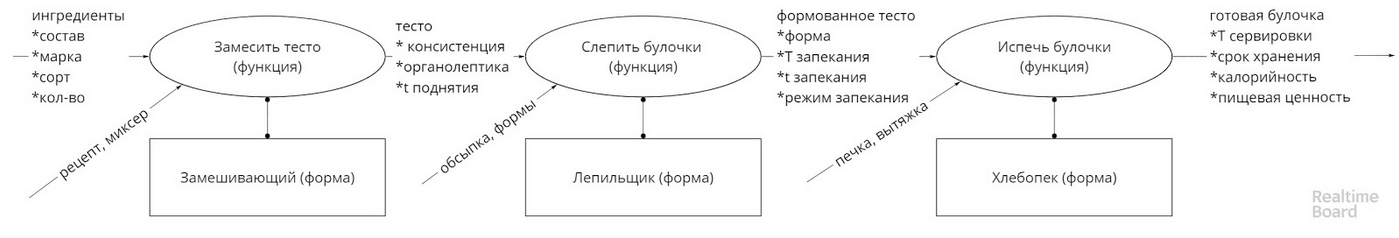 ингредиенты
*состав
*марка
*сорт
*кол-во
рецепт, миксер
Замесить тесто
(функция)
Замешивающий (форма)
тесто
* консистенция
*органолептика
*t поднятия
обсыпка, формы
Слепить булочки
(функция)
Лепильщик (форма)
формованное тесто
*форма
*T запекания
*t запекания
*режим запекания
печка, вытяжка
Испечь булочки
(функция)
Хлебопек (форма)
готовая булочка
*T сервировки
*срок хранения
*калорийность
*пищевая ценность
Realtime
Board